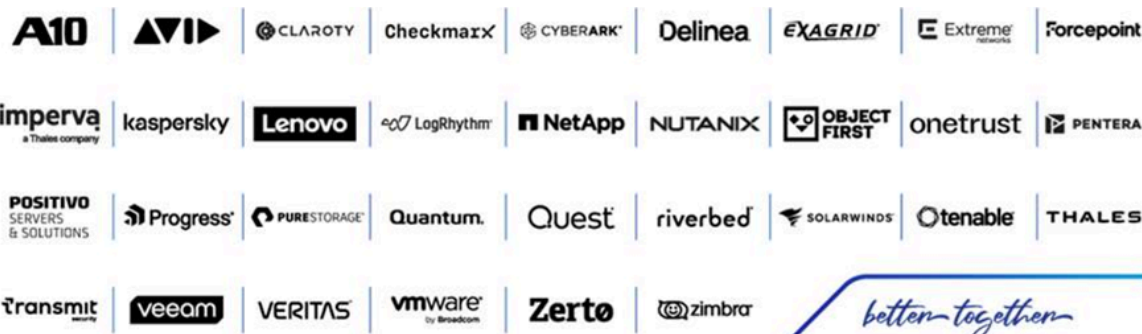 A10 AVID CLAROTY Checkmarx CYBERARK® Delinea EXAGRID® Extreme networks Forcepoint
imperva a Thales company kaspersky Lenovo LogRhythm NetApp NUTANIX OBJECT FIRST onetrust PENTERA
POSITIVO SERVERS & SOLUTIONS Progress® PURESTORAGE® Quantum. Quest riverbed® SOLARWINDS tenable THALES
Transmit security veeam VERITAS vmware® by Broadcom Zerto zimbra better together